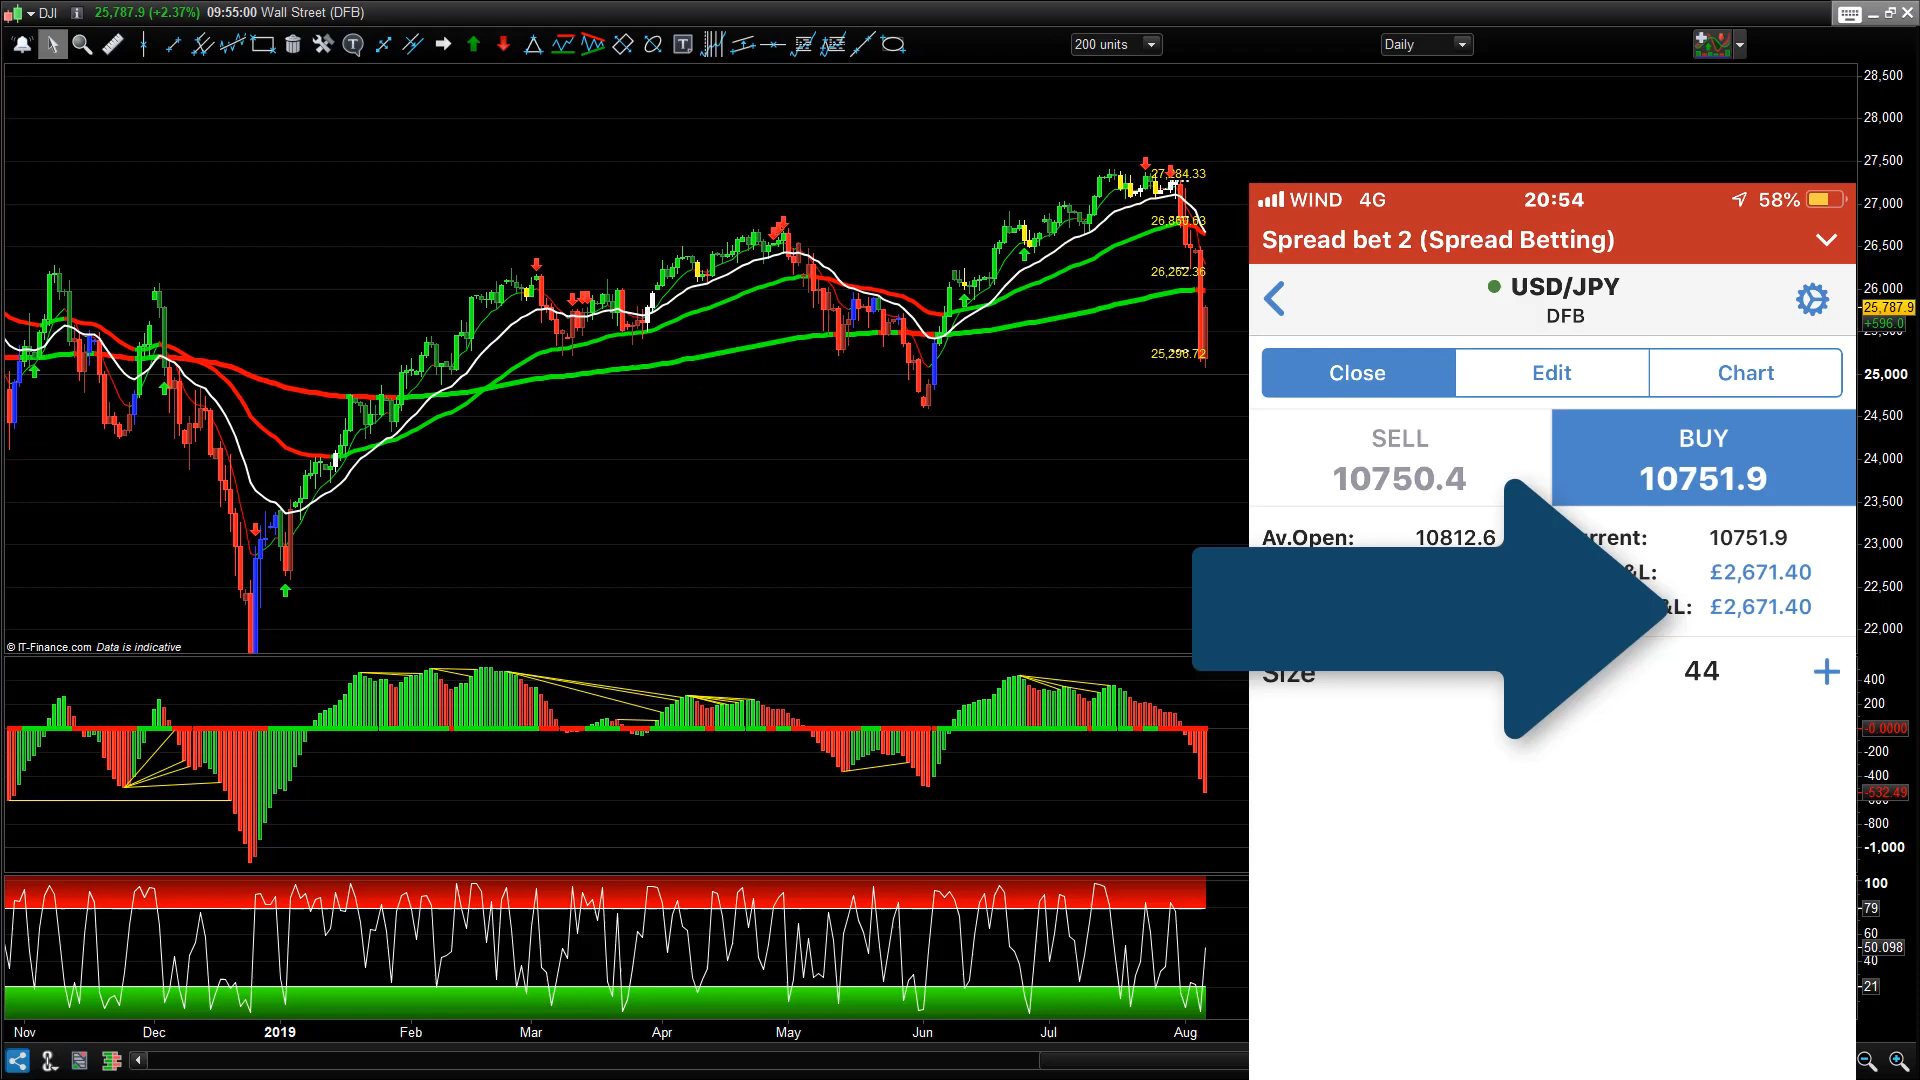 DJI 25,787.9 (+2.37%) 09:55:00 Wall Street (DFB)
200 units
Daily
28,500
28,000
27,500
27,000
26,500
26,000
25,787.9
+596.0
25,000
24,500
24,000
23,500
23,000
22,500
22,000
27,284.33
26,262.36
25,296.72
© IT-Finance.com Data is indicative
400
200
-0.0000
-200
-400
-532.49
-800
-1,000
100
79
60
50.098
40
21
Nov Dec 2019 Feb Mar Apr May Jun Jul Aug
WIND 4G 20:54 58%
Spread bet 2 (Spread Betting)
USD/JPY
DFB
Close Edit Chart
SELL BUY
10750.4 10751.9
Av.Open: 10812.6 rrent: 10751.9
&L: £2,671.40
&L: £2,671.40
Size 44